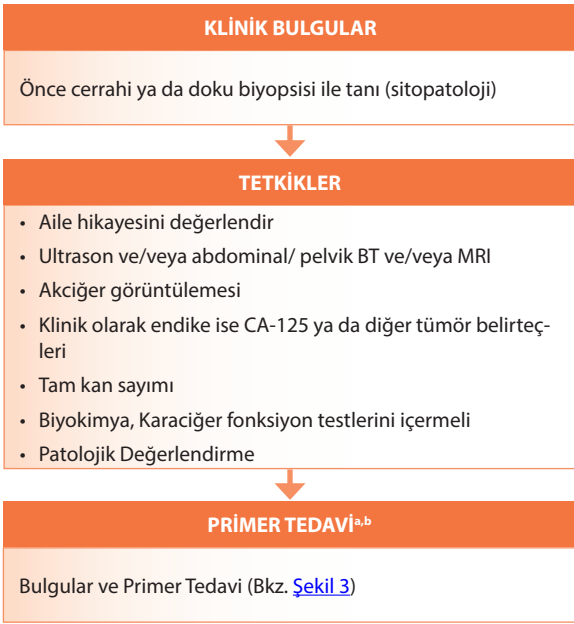 KLİNİK BULGULAR
Önce cerrahi ya da doku biyopsisi ile tanı (sitopatoloji)
TETKİKLER
• Aile hikayesini değerlendir
• Ultrason ve/veya abdominal/ pelvik BT ve/veya MRI
• Akciğer görüntülemesi
• Klinik olarak endike ise CA-125 ya da diğer tümör belirteç-
leri
• Tam kan sayımı
• Biyokimya, Karaciğer fonksiyon testlerini içermeli
• Patolojik Değerlendirme
PRİMER TEDAVİa,b
Bulgular ve Primer Tedavi (Bkz. Şekil 3)